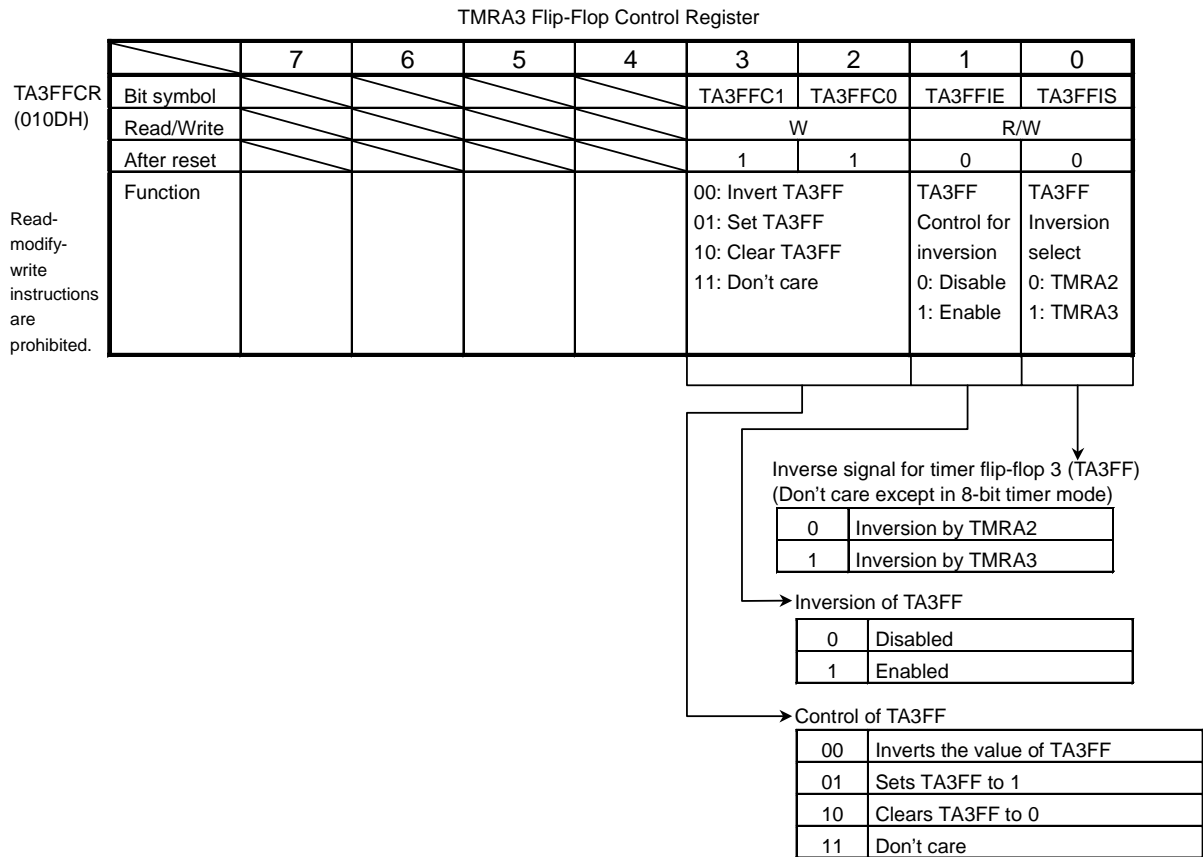 TMRA3 Flip-Flop Control Register
7 6 5 4 3 2 1 0
TA3FFCR
(010DH)
Bit symbol TA3FFC1 TA3FFC0 TA3FFIE TA3FFIS
Read/Write W R/W
After reset 1 1 0 0
Function
00: Invert TA3FF
01: Set TA3FF
10: Clear TA3FF
11: Don't care
TA3FF
Control for
inversion
0: Disable
1: Enable
TA3FF
Inversion
select
0: TMRA2
1: TMRA3
Read-
modify-
write
instructions
are
prohibited.
Inverse signal for timer flip-flop 3 (TA3FF)
(Don't care except in 8-bit timer mode)
0 Inversion by TMRA2
1 Inversion by TMRA3
Inversion of TA3FF
0 Disabled
1 Enabled
Control of TA3FF
00 Inverts the value of TA3FF
01 Sets TA3FF to 1
10 Clears TA3FF to 0
11 Don't care